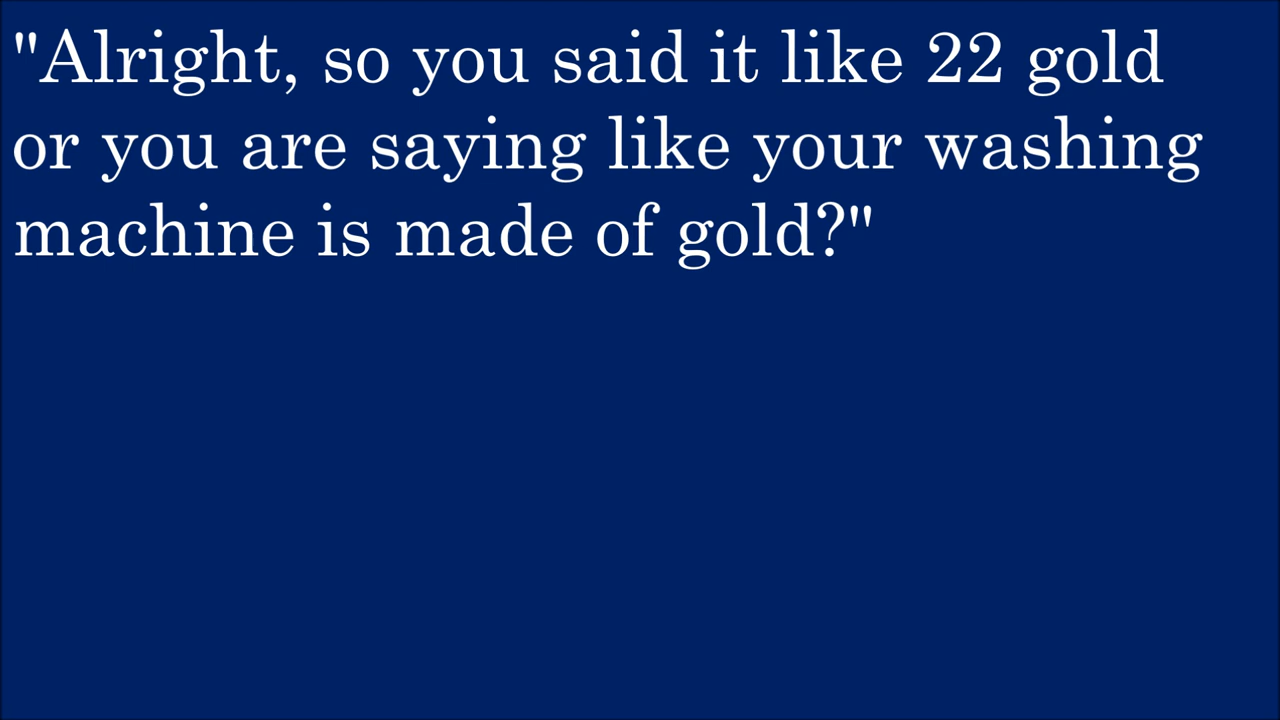 "Alright, so you said it like 22 gold
or you are saying like your washing
machine is made of gold?"